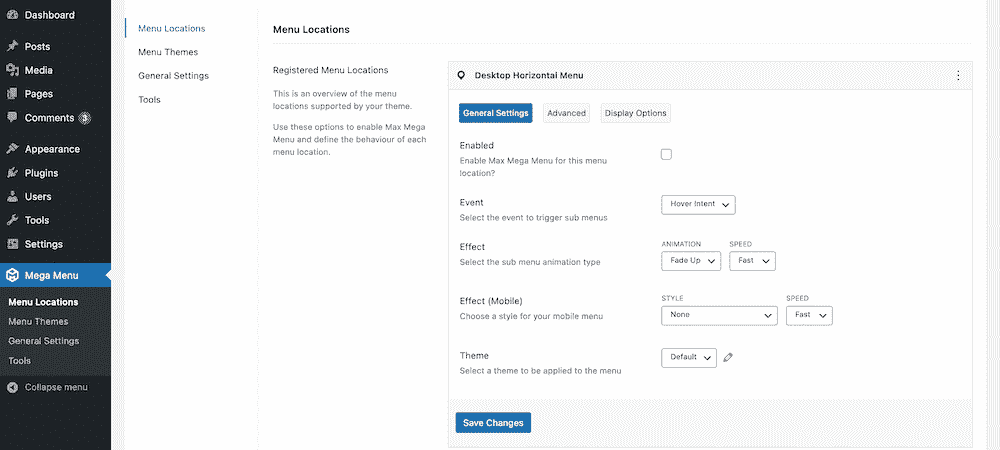 Dashboard
Posts
Media
Pages
Comments 3
Appearance
Plugins
Users
Tools
Settings
Mega Menu
Menu Locations
Menu Themes
General Settings
Tools
Collapse menu
Menu Locations
Menu Themes
General Settings
Tools
Menu Locations
Registered Menu Locations
This is an overview of the menu
locations supported by your theme.
Use these options to enable Max Mega
Menu and define the behaviour of each
menu location.
Desktop Horizontal Menu
General Settings
Advanced
Display Options
Enabled
Enable Max Mega Menu for this menu
location?
Event
Select the event to trigger sub menus
Hover Intent
Effect
Select the sub menu animation type
ANIMATION
Fade Up
SPEED
Fast
Effect (Mobile)
Choose a style for your mobile menu
STYLE
None
SPEED
Fast
Theme
Select a theme to be applied to the menu
Default
Save Changes